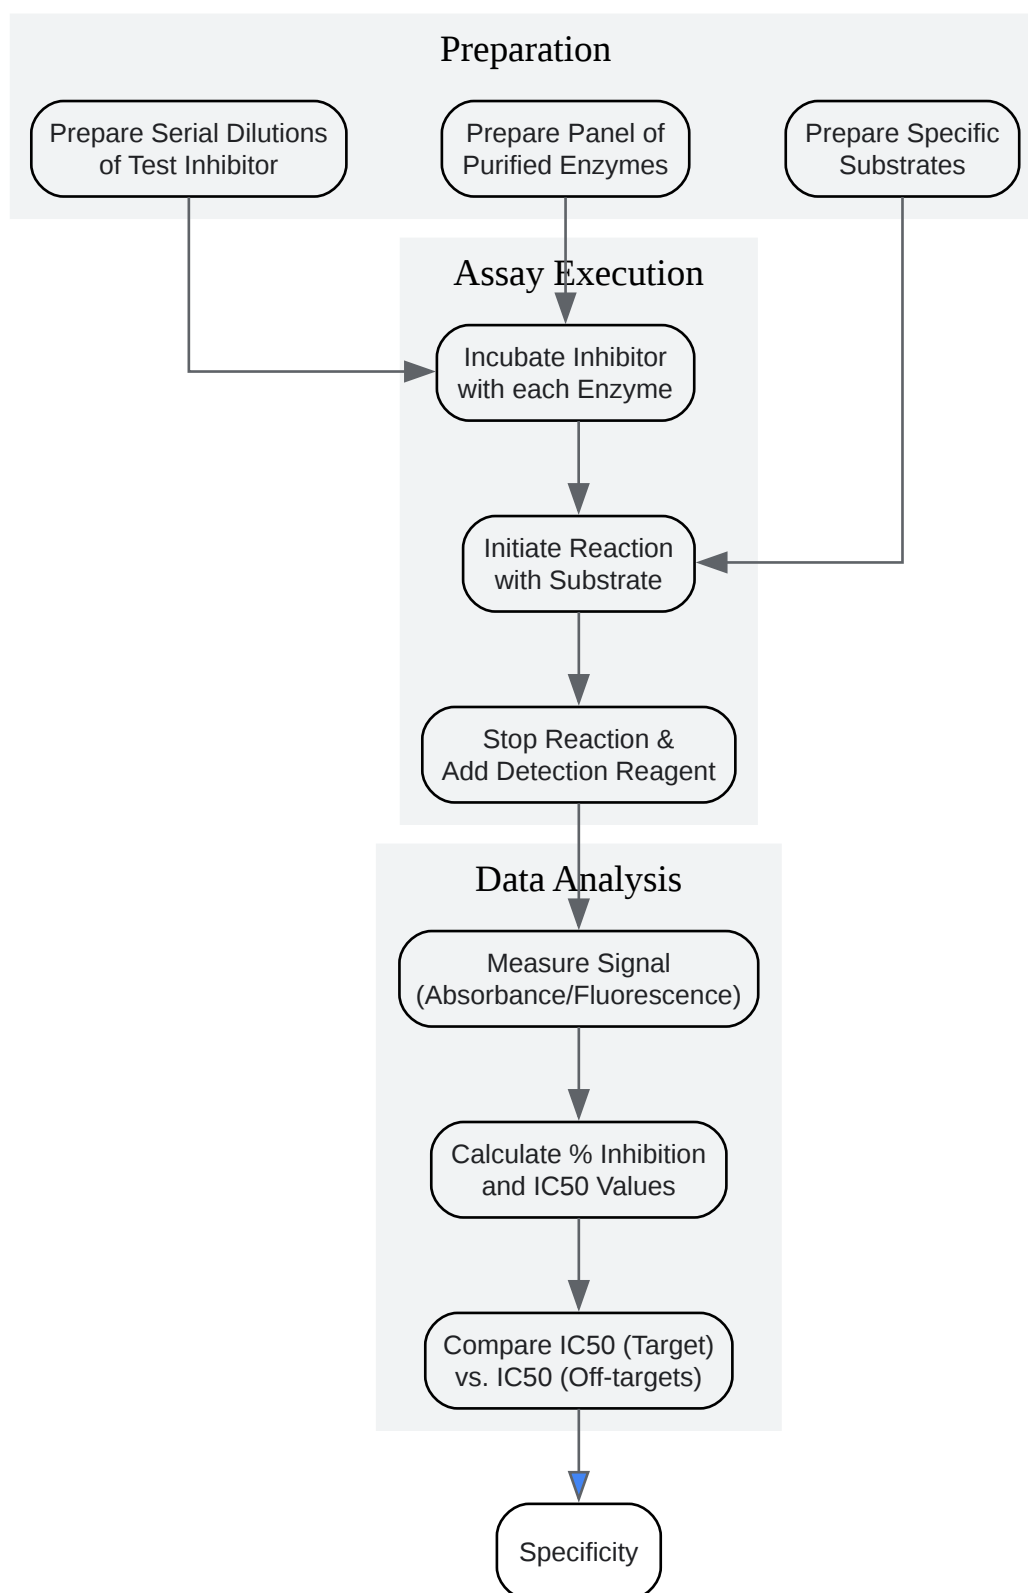 Preparation
Prepare Serial Dilutions
of Test Inhibitor
Prepare Panel of
Purified Enzymes
Prepare Specific
Substrates
Assay Execution
Incubate Inhibitor
with each Enzyme
Initiate Reaction
with Substrate
Stop Reaction &
Add Detection Reagent
Data Analysis
Measure Signal
(Absorbance/Fluorescence)
Calculate % Inhibition
and IC50 Values
Compare IC50 (Target)
vs. IC50 (Off-targets)
Specificity